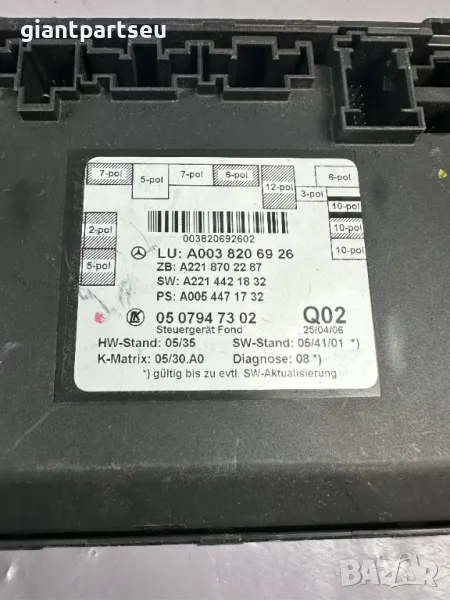 giantpartseu
7-pol
5-pol
7-pol
6-pol
12-pol
6-pol
3-pol
10-pol
10-pol
10-pol
2-pol
5-pol
003820692602
LU: A003 820 69 26
ZB: A221 870 22 87
SW: A221 442 18 32
PS: A005 447 17 32
05 0794 73 02
Q02
Steuergerät Fond
25/04/06
HW-Stand: 05/35
SW-Stand: 05/41/01 *)
K-Matrix: 05/30.A0
Diagnose: 08 *)
*) gültig bis zu evtl. SW-Aktualisierung
BAZAR